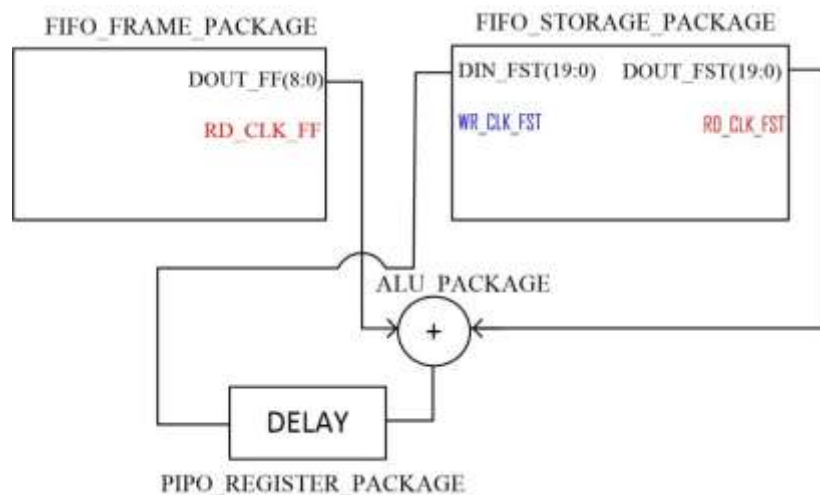 FIFO_FRAME_PACKAGE
FIFO_STORAGE_PACKAGE
DOUT_FF(8:0)
RD_CLK_FF
DIN_FST(19:0)
DOUT_FST(19:0)
WR_CLK_FST
RD_CLK_FST
ALU_PACKAGE
+
DELAY
PIPO_REGISTER_PACKAGE